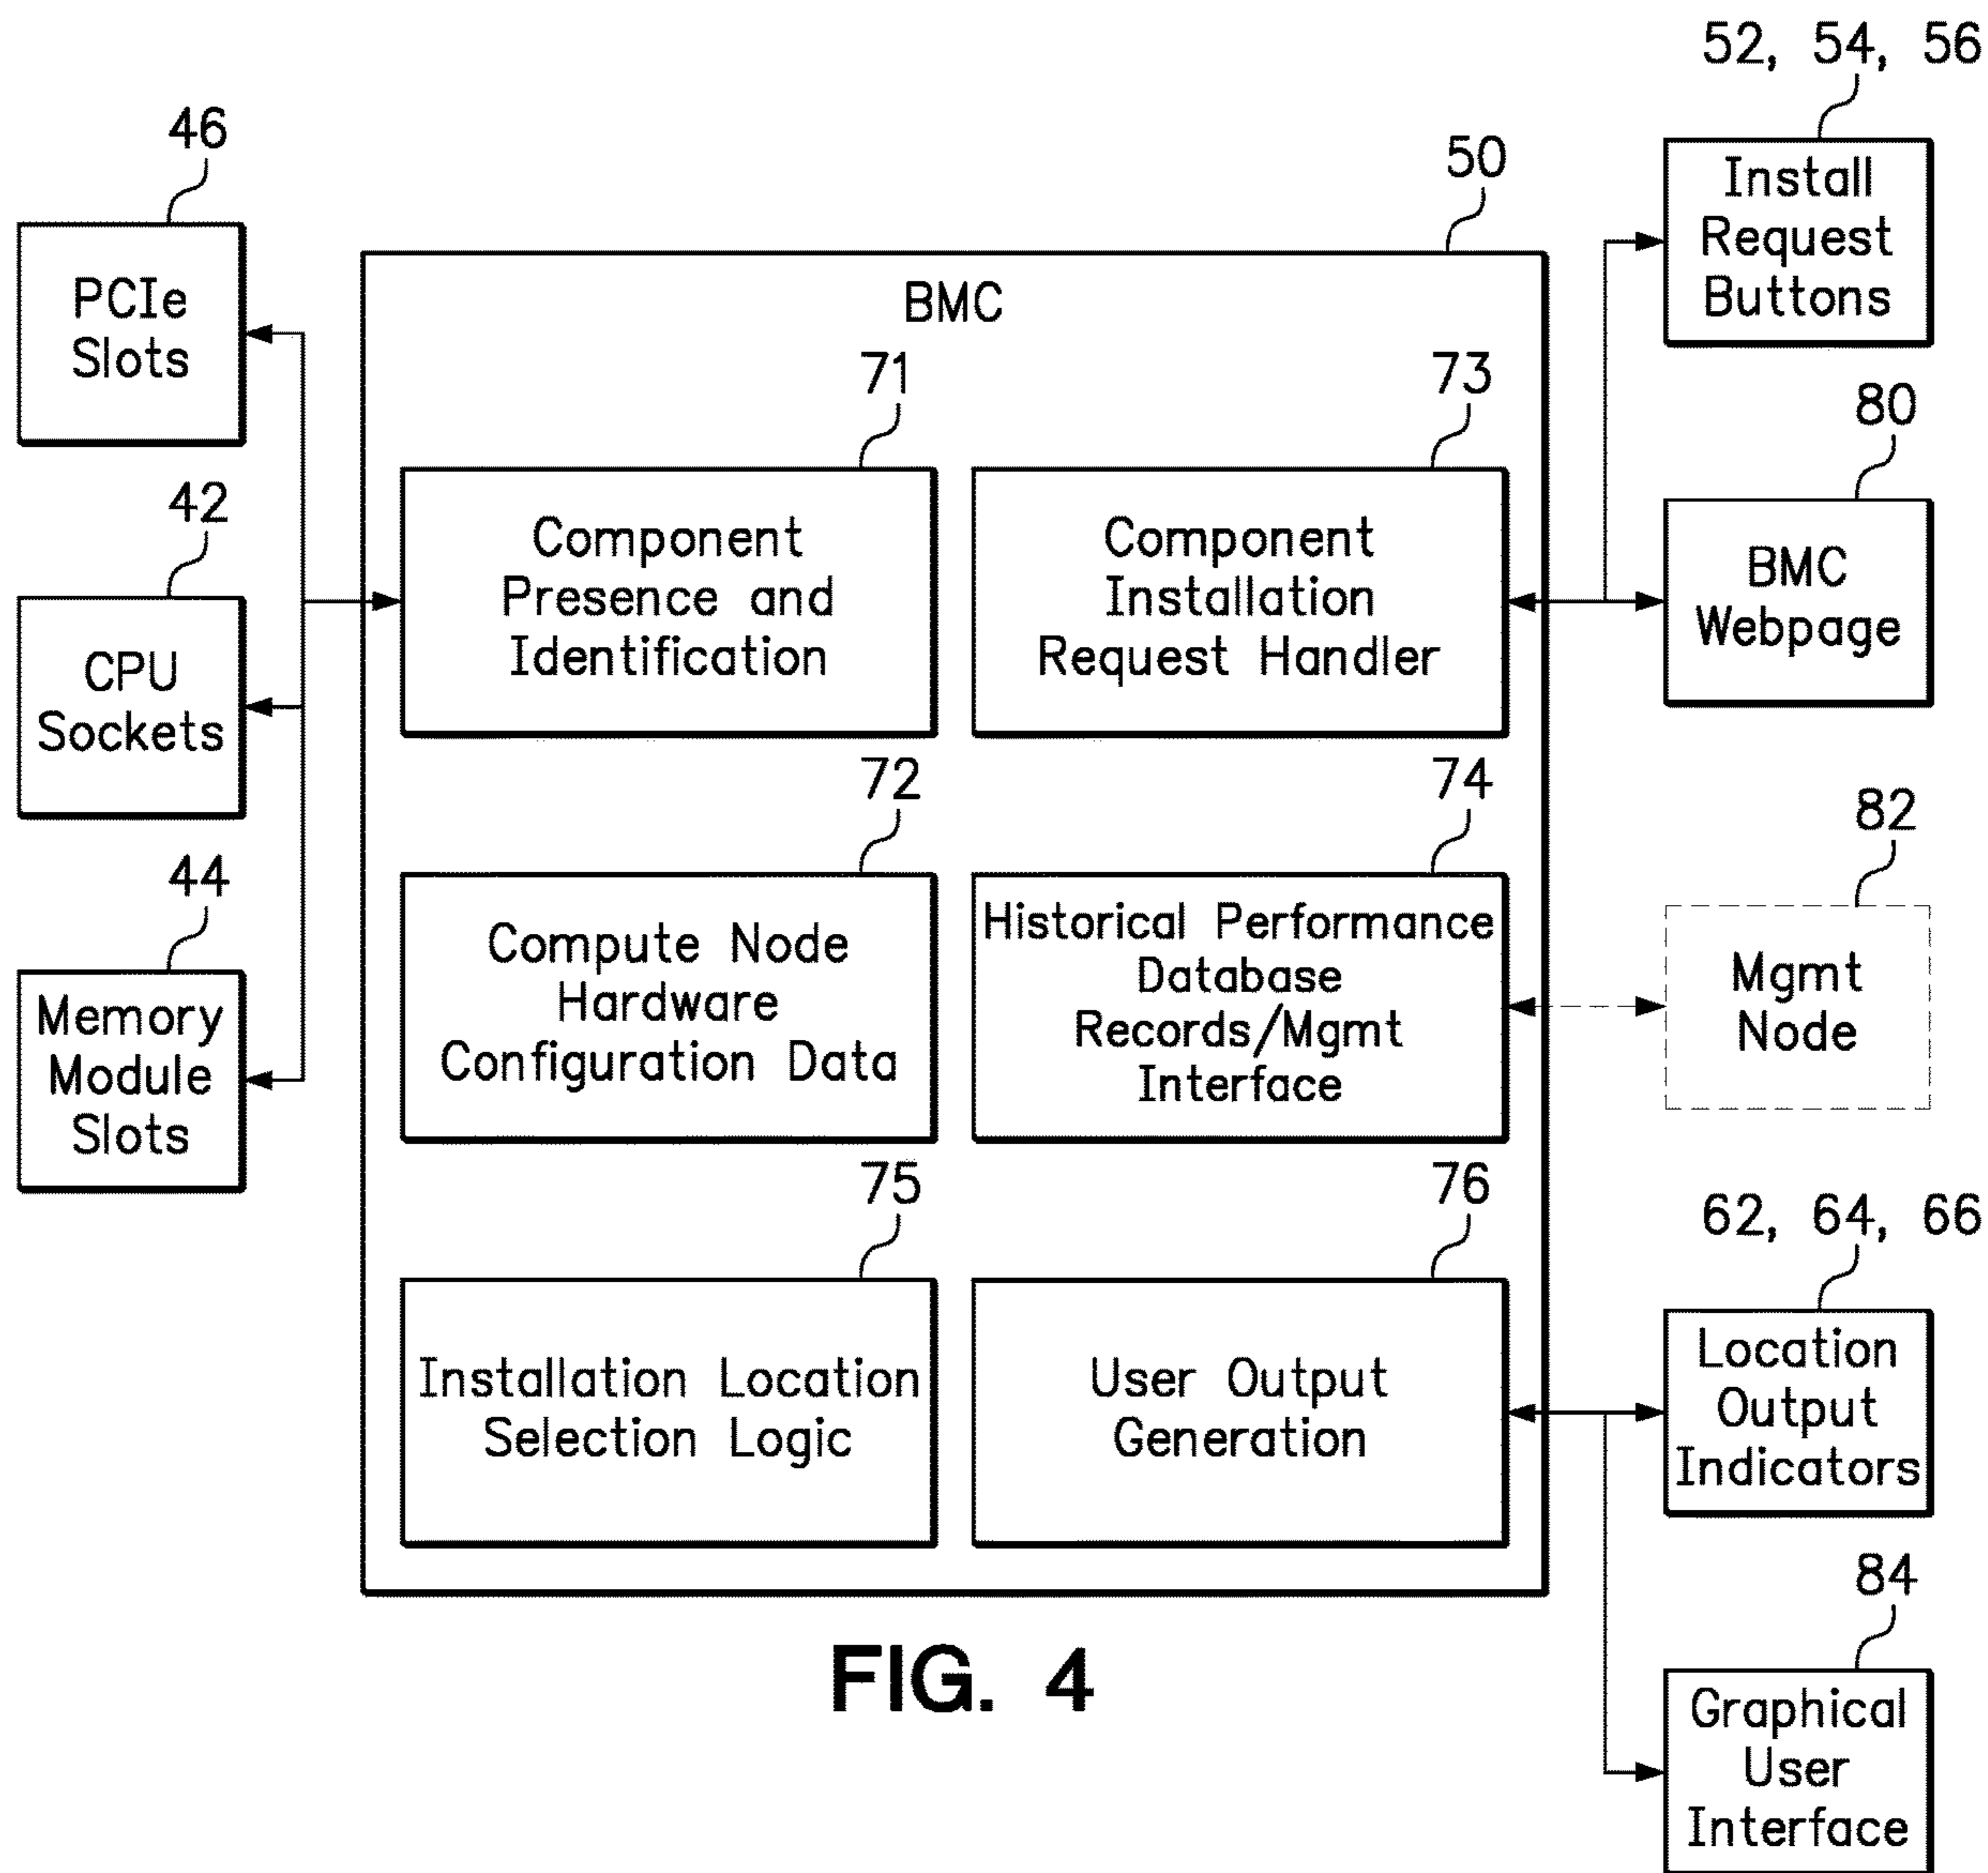 52, 54, 56
46
50
Install
Request
Buttons
PCIe
Slots
BMC
71
73
80
42
Component
Presence and
Identification
Component
Installation
Request Handler
BMC
Webpage
CPU
Sockets
72
74
82
44
Compute Node
Hardware
Configuration Data
Historical Performance
Database
Records/Mgmt
Interface
Mgmt
Node
Memory
Module
Slots
75
76
62, 64, 66
Installation Location
Selection Logic
User Output
Generation
Location
Output
Indicators
84
Graphical
User
Interface
FIG. 4